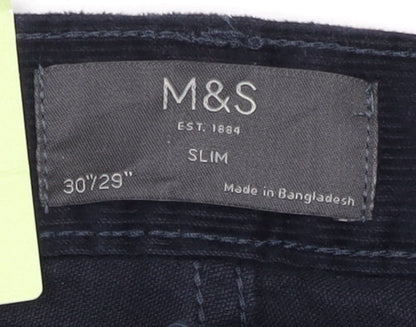 M&S
EST. 1884
SLIM
30"/29"
Made in Bangladesh